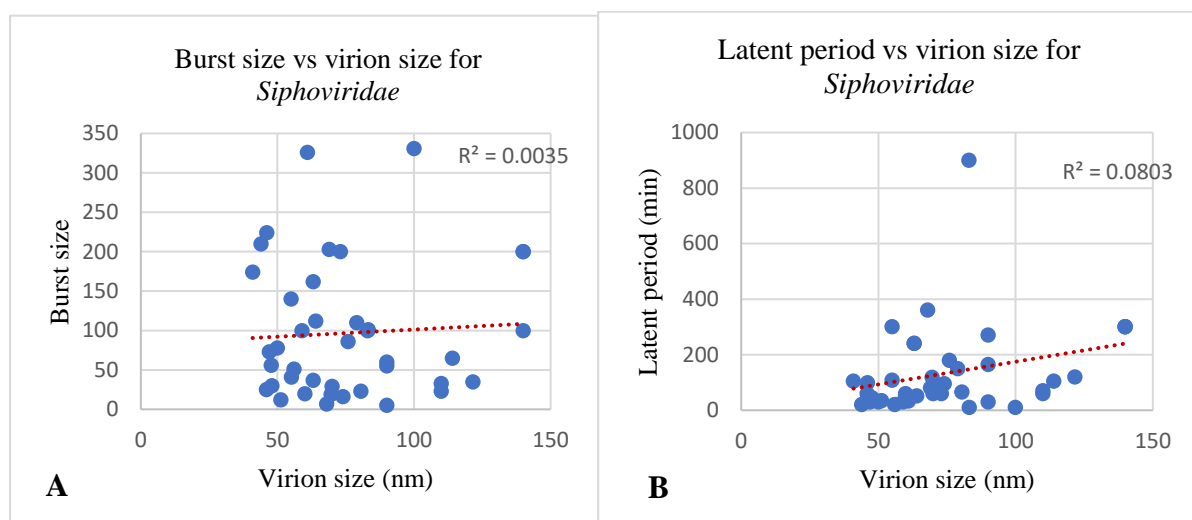 Burst size vs virion size for
Siphoviridae
R² = 0.0035
350
300
250
200
150
100
50
0
0 50 100 150
Burst size
Virion size (nm)
A
Latent period vs virion size for
Siphoviridae
R² = 0.0803
1000
800
600
400
200
0
0 50 100 150
Latent period (min)
Virion size (nm)
B